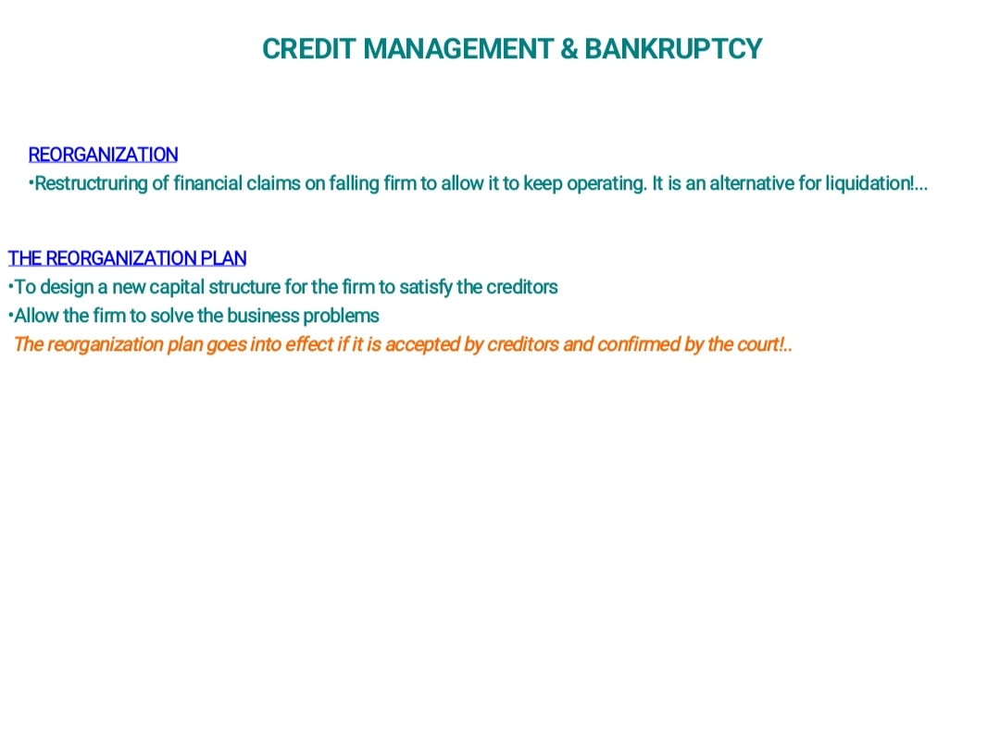 CREDIT MANAGEMENT & BANKRUPTCY
REORGANIZATION
•Restructruring of financial claims on falling firm to allow it to keep operating. It is an alternative for liquidation!...
THE REORGANIZATION PLAN
•To design a new capital structure for the firm to satisfy the creditors
•Allow the firm to solve the business problems
The reorganization plan goes into effect if it is accepted by creditors and confirmed by the court!..